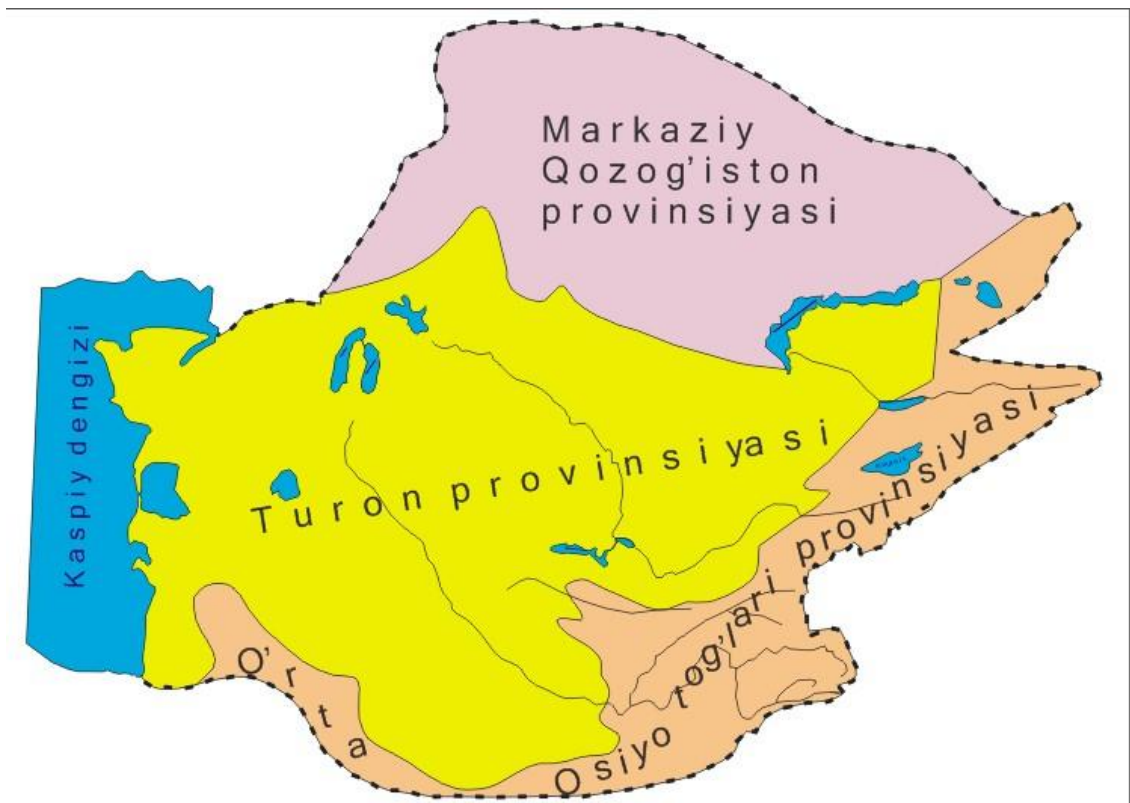 Markaziy
Qozog'iston
provinsiyasi
Kaspiy dengizi
Turon provinsiyasi
O'rta Osiyo tog'lari provinsiyasi